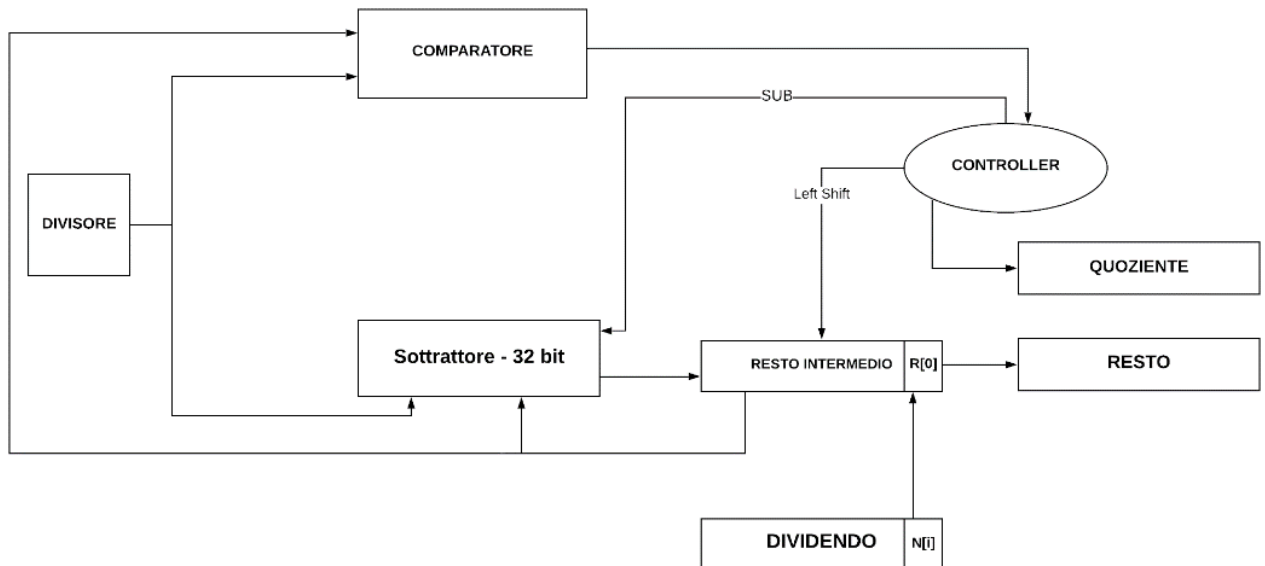 COMPARATORE
SUB
CONTROLLER
Left Shift
DIVISORE
QUOZIENTE
Sottrattore - 32 bit
RESTO INTERMEDIO
R[0]
RESTO
DIVIDENDO
N[i]